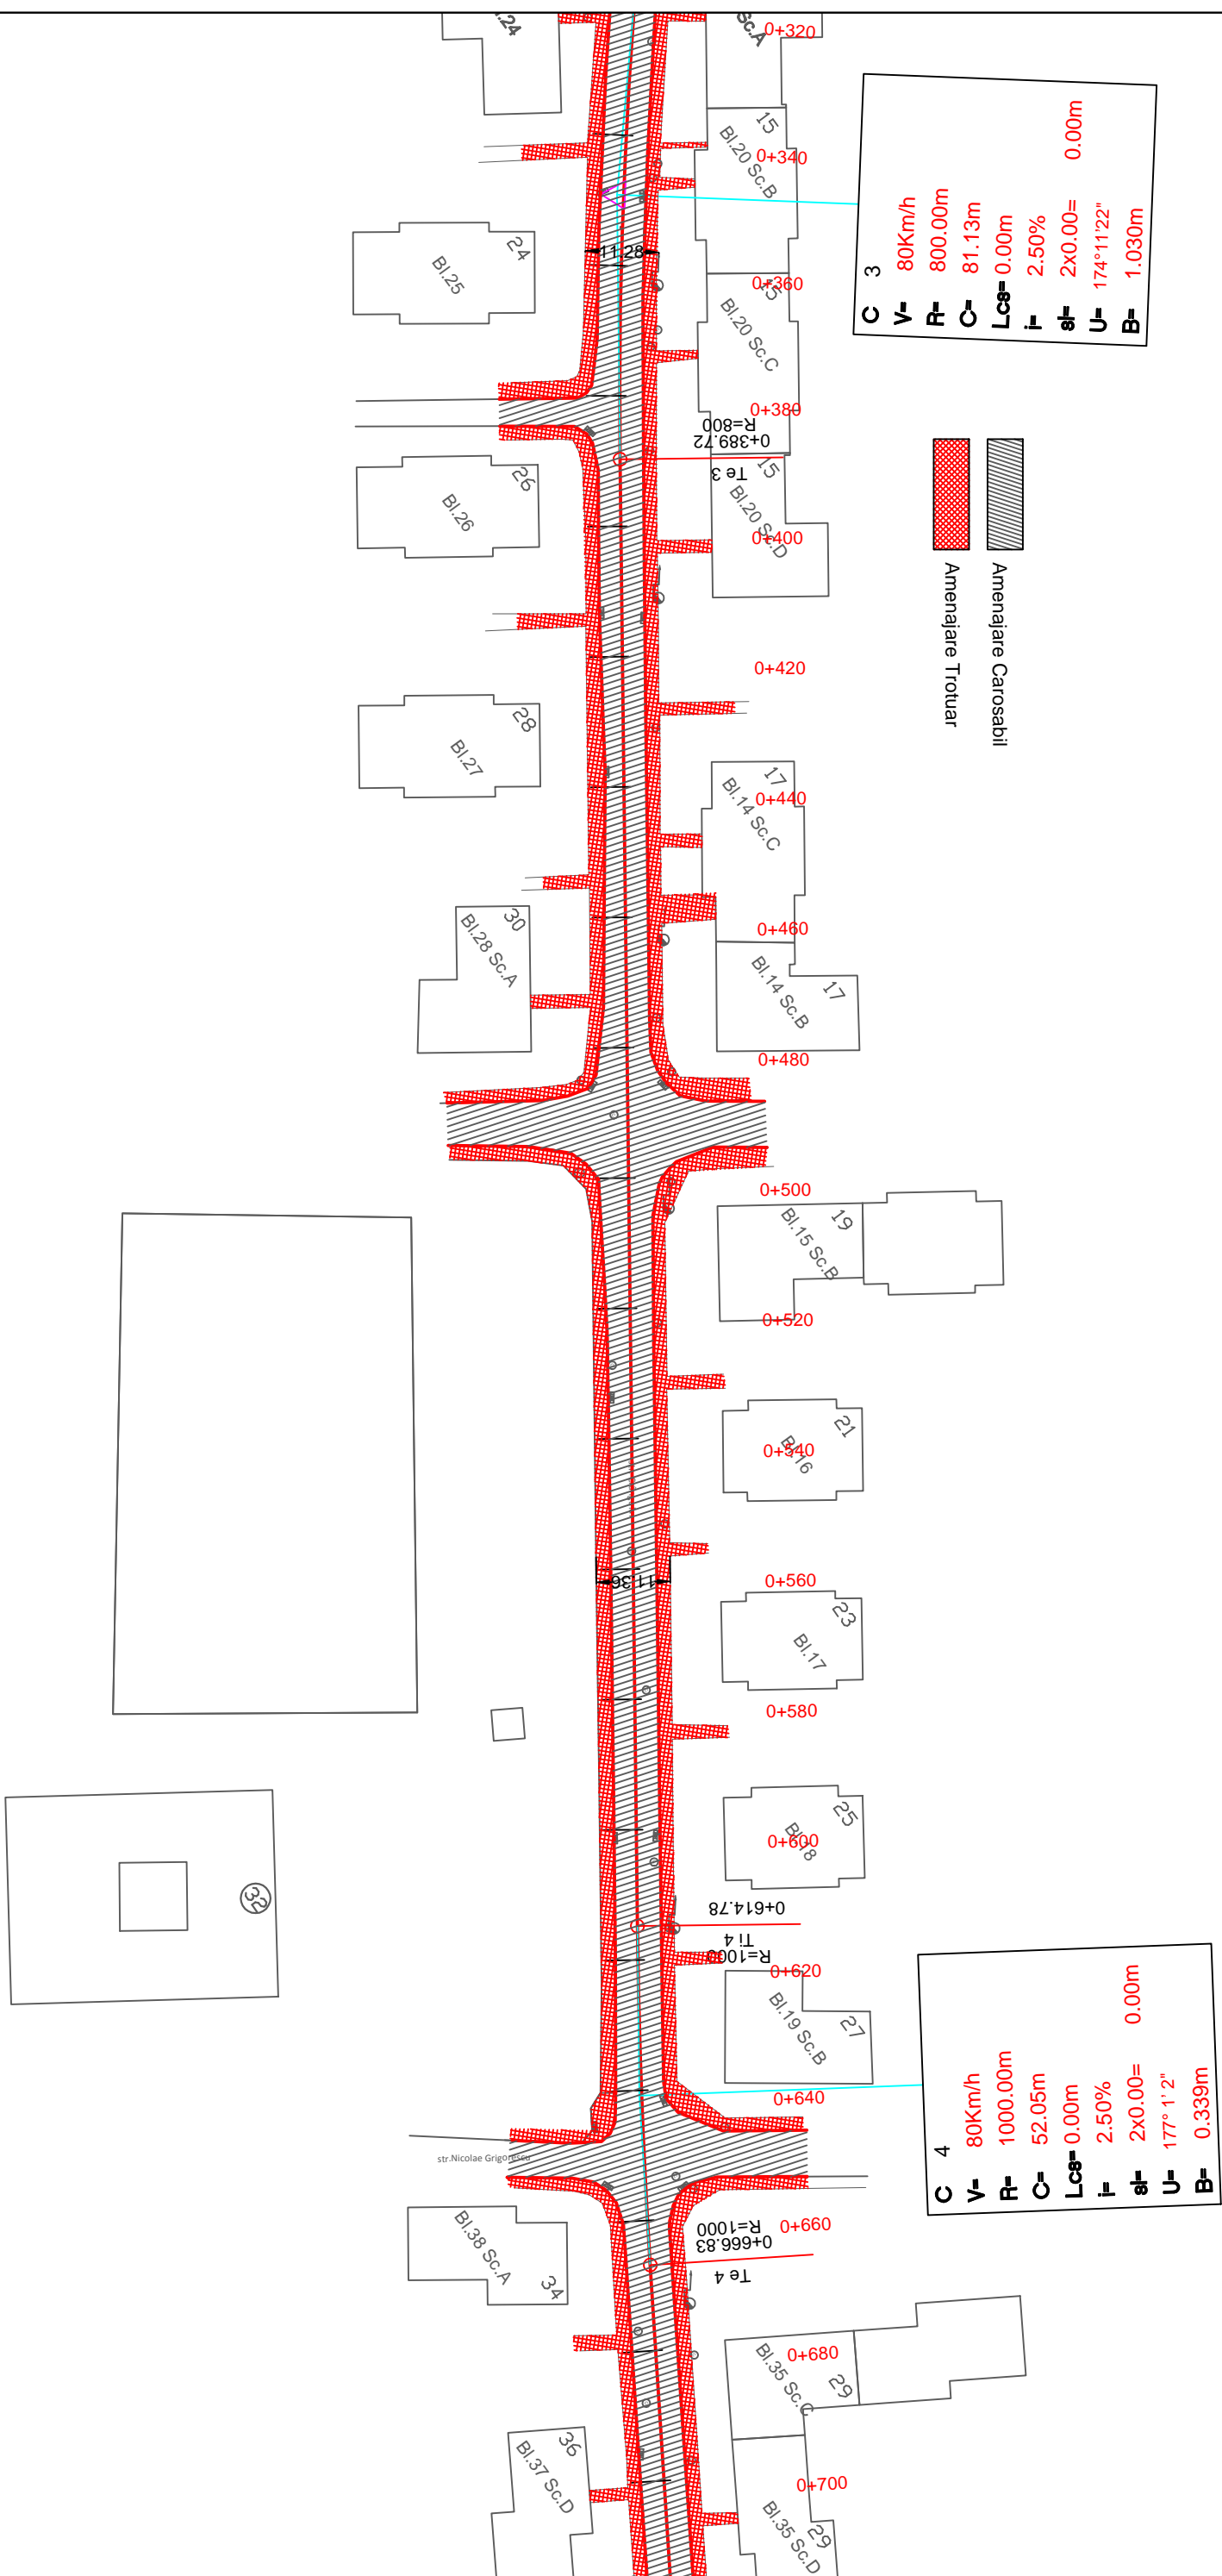 Bl.24
Sc.A
0+320
15
Bl.20 Sc.B
0+340
C 3
V= 80Km/h
R= 800.00m
C= 81.13m
Lcs= 0.00m
i= 2.50%
sl= 2x0.00= 0.00m
U= 174°11'22"
B= 1.030m
24
Bl.25
11.28
0+360
15
Bl.20 Sc.C
0+380
R=800
0+389.72
Te 3
26
Bl.26
15
Bl.20 Sc.D
0+400
Amenajare Carosabil
Amenajare Trotuar
0+420
28
Bl.27
17
Bl.14 Sc.C
0+440
30
Bl.28 Sc.A
0+460
17
Bl.14 Sc.B
0+480
0+500
19
Bl.15 Sc.B
0+520
21
Bl.16
0+540
11.36
0+560
23
Bl.17
0+580
25
Bl.18
0+600
32
0+614.78
Ti 4
R=1000
0+620
27
Bl.19 Sc.B
0+640
C 4
V= 80Km/h
R= 1000.00m
C= 52.05m
Lcs= 0.00m
i= 2.50%
sl= 2x0.00= 0.00m
U= 177° 1' 2"
B= 0.339m
str.Nicolae Grigorescu
Bl.38 Sc.A
34
0+660
R=1000
0+666.83
Te 4
0+680
Bl.35 Sc.C
29
36
Bl.37 Sc.D
0+700
29
Bl.35 Sc.D